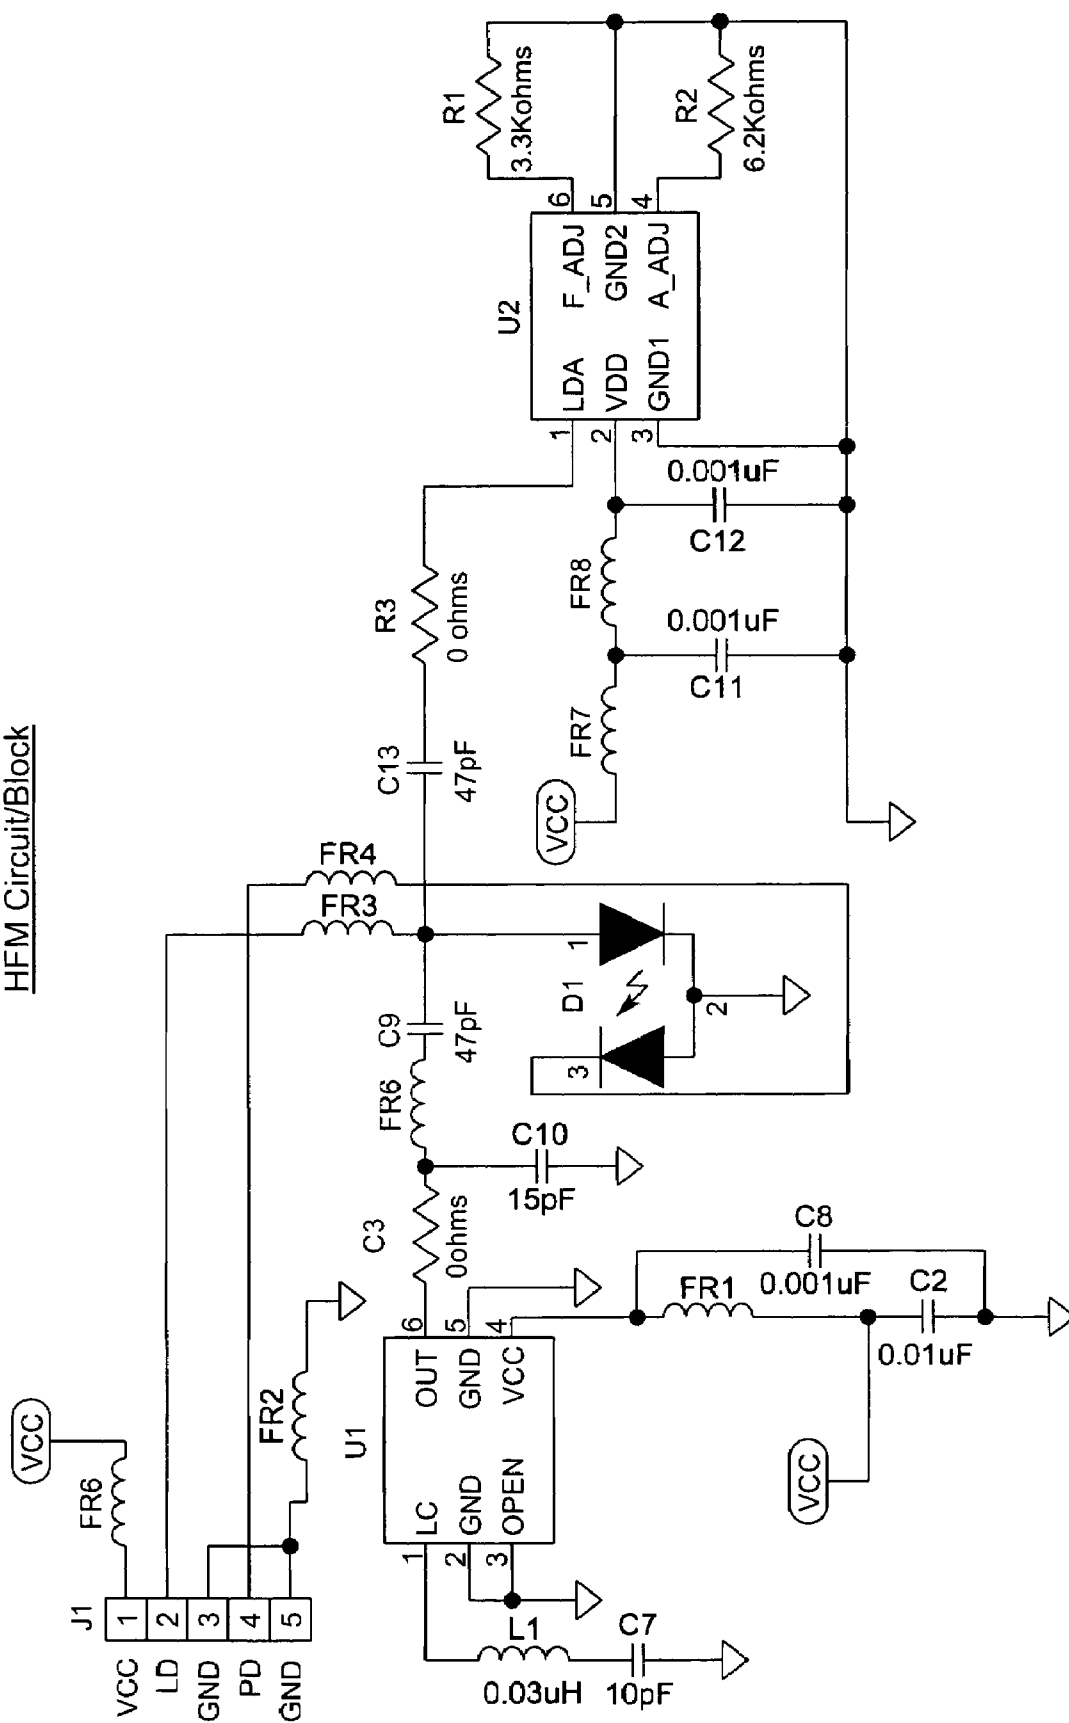 HFM Circuit/Block
J1
VCC
1
LD
2
GND
3
PD
4
GND
5
FR6
VCC
FR2
FR3
FR4
U1
LC
1
GND
2
OPEN
3
OUT
6
GND
5
VCC
4
L1
0.03uH
C7
10pF
C3
0ohms
C10
15pF
FR6
C9
47pF
C8
0.001uF
FR1
C2
0.01uF
VCC
D1
1
2
3
C13
47pF
R3
0 ohms
VCC
FR7
C11
0.001uF
FR8
C12
0.001uF
U2
LDA
1
VDD
2
GND1
3
F_ADJ
6
GND2
5
A_ADJ
4
R1
3.3Kohms
R2
6.2Kohms